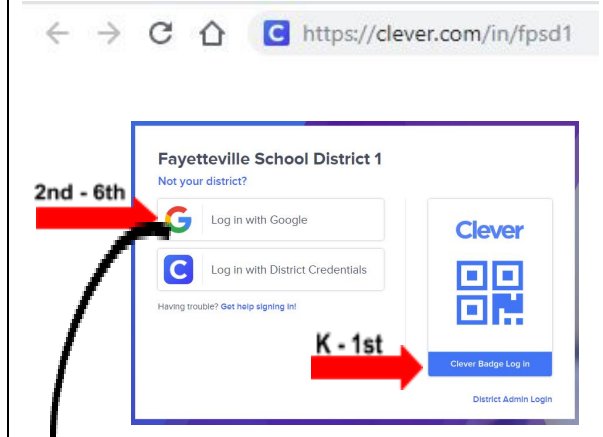 https://clever.com/in/fpsd1
Fayetteville School District 1
Not your district?
2nd - 6th
Log in with Google
Log in with District Credentials
Having trouble? Get help signing in!
Clever
K - 1st
Clever Badge Log in
District Admin Login